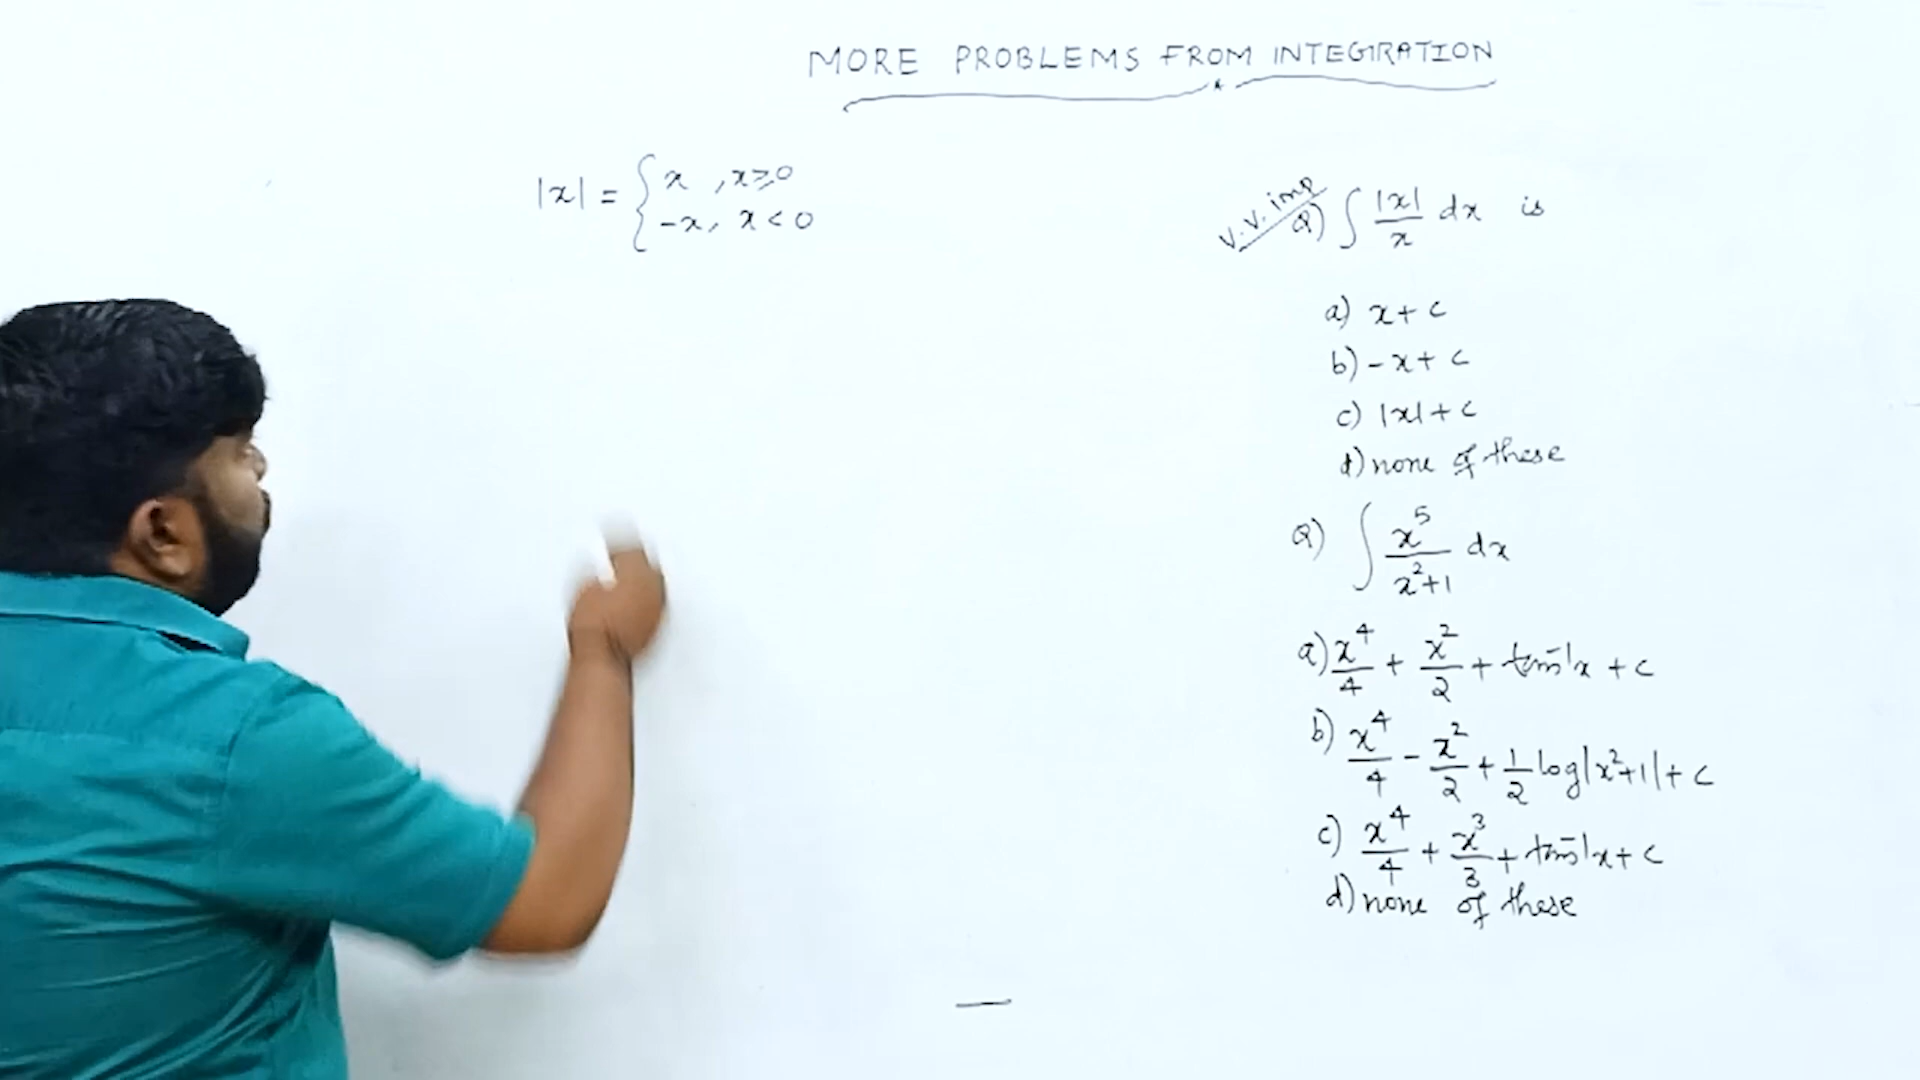 MORE PROBLEMS FROM INTEGRATION
|x| = { x , x ≥ 0
-x, x < 0
V.V. imp
Q) ∫ |x|/x dx is
a) x + c
b) - x + c
c) |x| + c
d) none of these
Q) ∫ x⁵/(x²+1) dx
a) x⁴/4 + x²/2 + tan⁻¹x + c
b) x⁴/4 - x²/2 + 1/2 log|x²+1| + c
c) x⁴/4 + x³/3 + tan⁻¹x + c
d) none of these